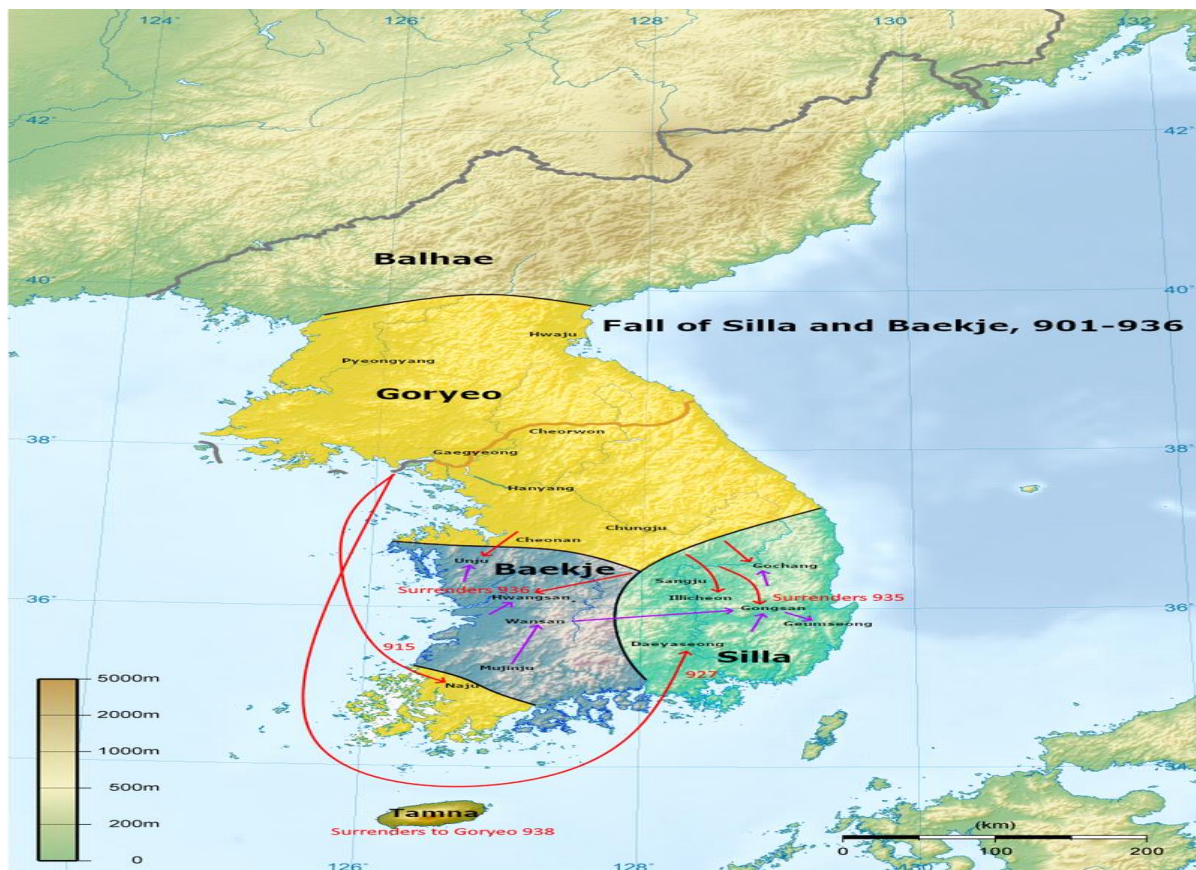 124°
126°
128°
130°
132°
42°
42°
Balhae
40°
40°
Fall of Silla and Baekje, 901-936
Hwaju
Pyeongyang
Goryeo
38°
38°
Cheorwon
Gaegyeong
Hanyang
Chungju
Cheonan
Unju
Baekje
Gochang
Sangju
Surrenders 936
Hwangsan
Illicheon
Surrenders 935
36°
36°
Gongsan
Wansan
Geumseong
Daeyaseong
915
Silla
Mujinju
927
Naju
5000m
2000m
1000m
500m
200m
0
34°
Tamna
Surrenders to Goryeo 938
(km)
0
100
200
126°
128°
130